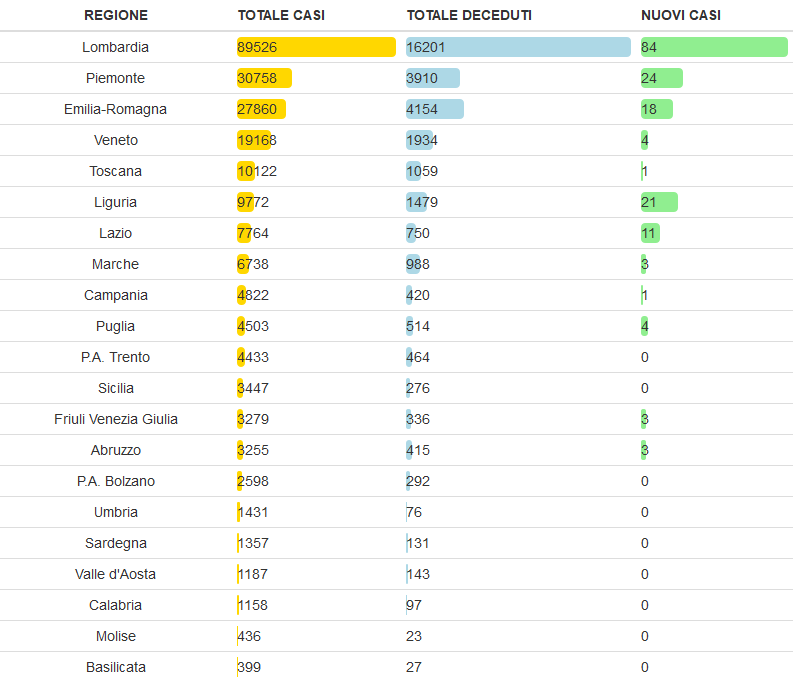 REGIONE TOTALE CASI TOTALE DECEDUTI NUOVI CASI
Lombardia 89526 16201 84
Piemonte 30758 3910 24
Emilia-Romagna 27860 4154 18
Veneto 19168 1934 4
Toscana 10122 1059 1
Liguria 9772 1479 21
Lazio 7764 750 11
Marche 6738 988 3
Campania 4822 420 1
Puglia 4503 514 4
P.A. Trento 4433 464 0
Sicilia 3447 276 0
Friuli Venezia Giulia 3279 336 3
Abruzzo 3255 415 3
P.A. Bolzano 2598 292 0
Umbria 1431 76 0
Sardegna 1357 131 0
Valle d'Aosta 1187 143 0
Calabria 1158 97 0
Molise 436 23 0
Basilicata 399 27 0